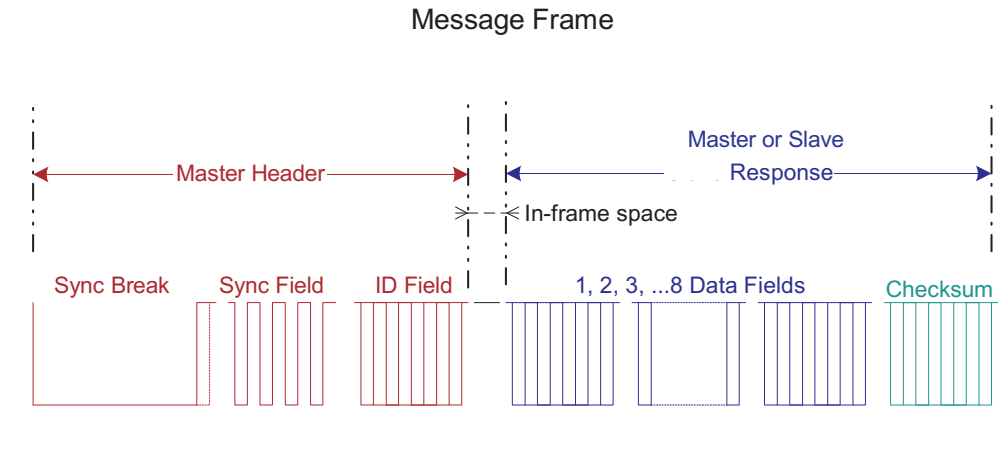 Message Frame
Master or Slave
Master Header
Response
In-frame space
Sync Break
Sync Field
ID Field
1, 2, 3, ...8 Data Fields
Checksum